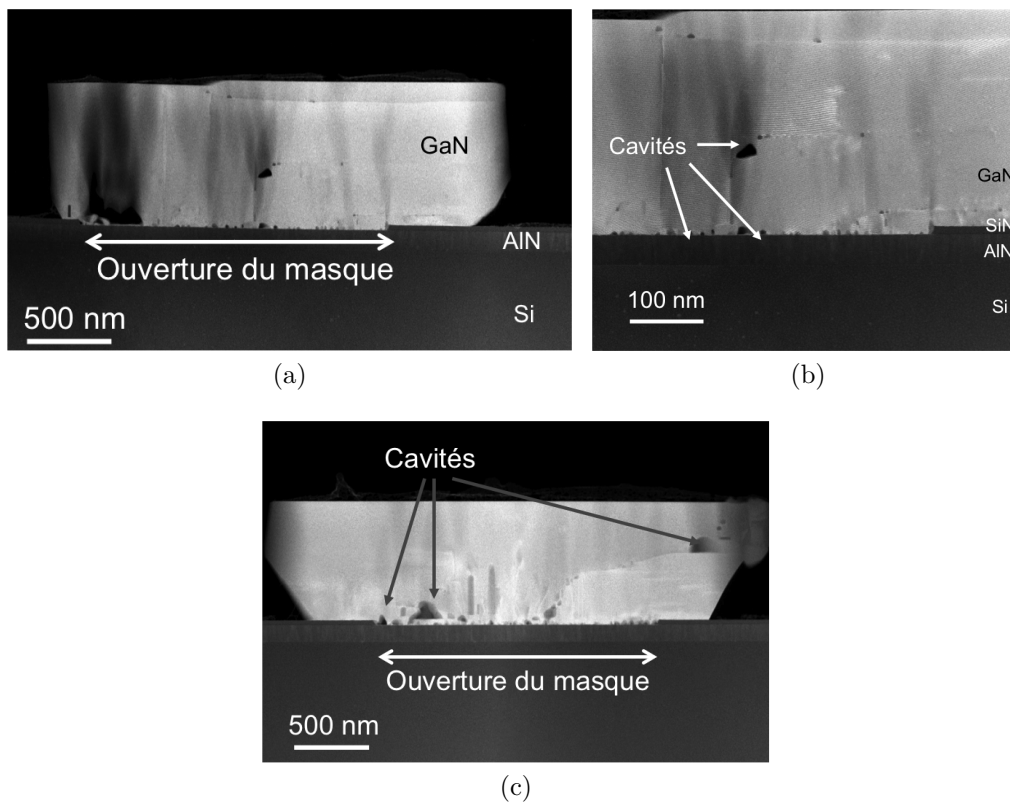 GaN
AlN
Ouverture du masque
500 nm
Si
(a)
Cavités
GaN
SiN
AlN
100 nm
Si
(b)
Cavités
Ouverture du masque
500 nm
(c)